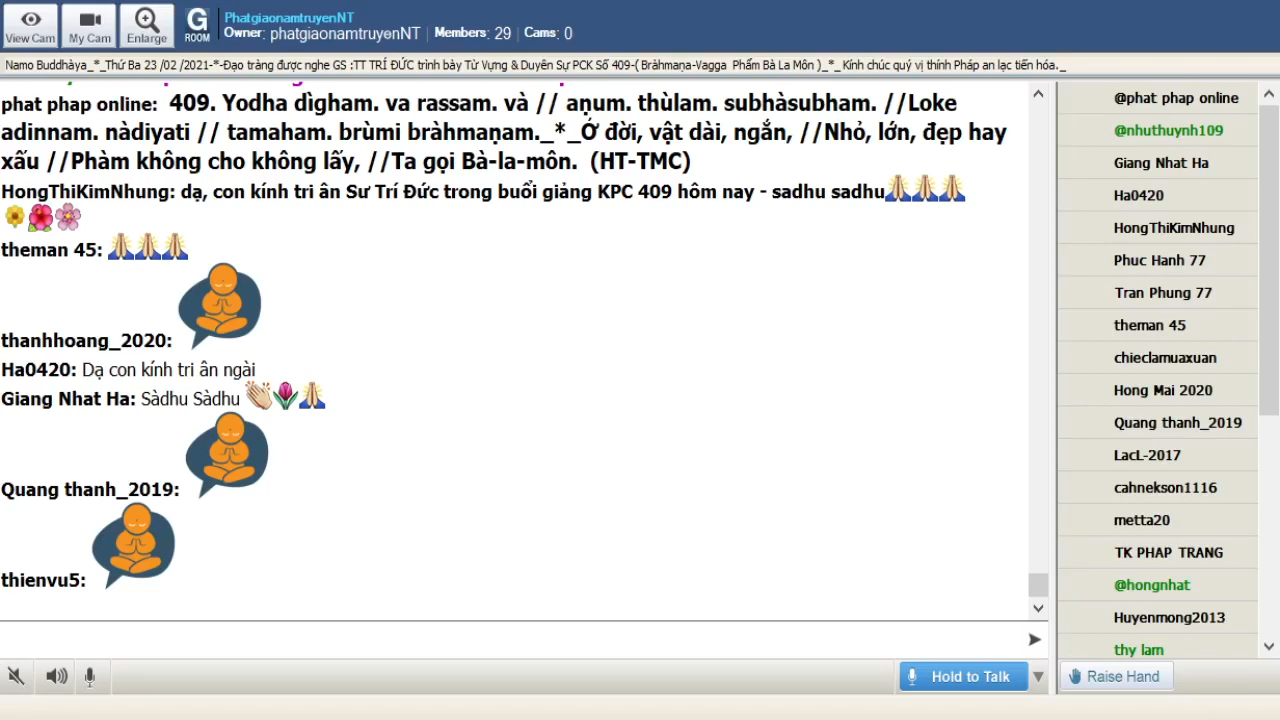 View Cam
My Cam
Enlarge
G
ROOM
PhatgiaonamtruyenNT
Owner: phatgiaonamtruyenNT | Members: 29 | Cams: 0
Namo Buddhàya_*_Thứ Ba 23 /02 /2021-*-Đạo tràng được nghe GS :TT TRÍ ĐỨC trình bày Từ Vựng & Duyên Sự PCK Số 409-( Bràhmaṇa-Vagga Phẩm Bà La Môn )_*_ Kính chúc quý vị thính Pháp an lạc tiến hóa._
phat phap online: 409. Yodha dìgham. va rassam. và // aṇum. thùlam. subhàsubham. //Loke
adinnam. nàdiyati // tamaham. brùmi bràhmaṇam._*_Ở đời, vật dài, ngắn, //Nhỏ, lớn, đẹp hay
xấu //Phàm không cho không lấy, //Ta gọi Bà-la-môn. (HT-TMC)
HongThiKimNhung: dạ, con kính tri ân Sư Trí Đức trong buổi giảng KPC 409 hôm nay - sadhu sadhu
theman 45:
thanhhoang_2020:
Ha0420: Dạ con kính tri ân ngài
Giang Nhat Ha: Sàdhu Sàdhu
Quang thanh_2019:
thienvu5:
Hold to Talk
@phat phap online
@nhuthuynh109
Giang Nhat Ha
Ha0420
HongThiKimNhung
Phuc Hanh 77
Tran Phung 77
theman 45
chieclamuaxuan
Hong Mai 2020
Quang thanh_2019
LacL-2017
cahnekson1116
metta20
TK PHAP TRANG
@hongnhat
Huyenmong2013
thy lam
Raise Hand